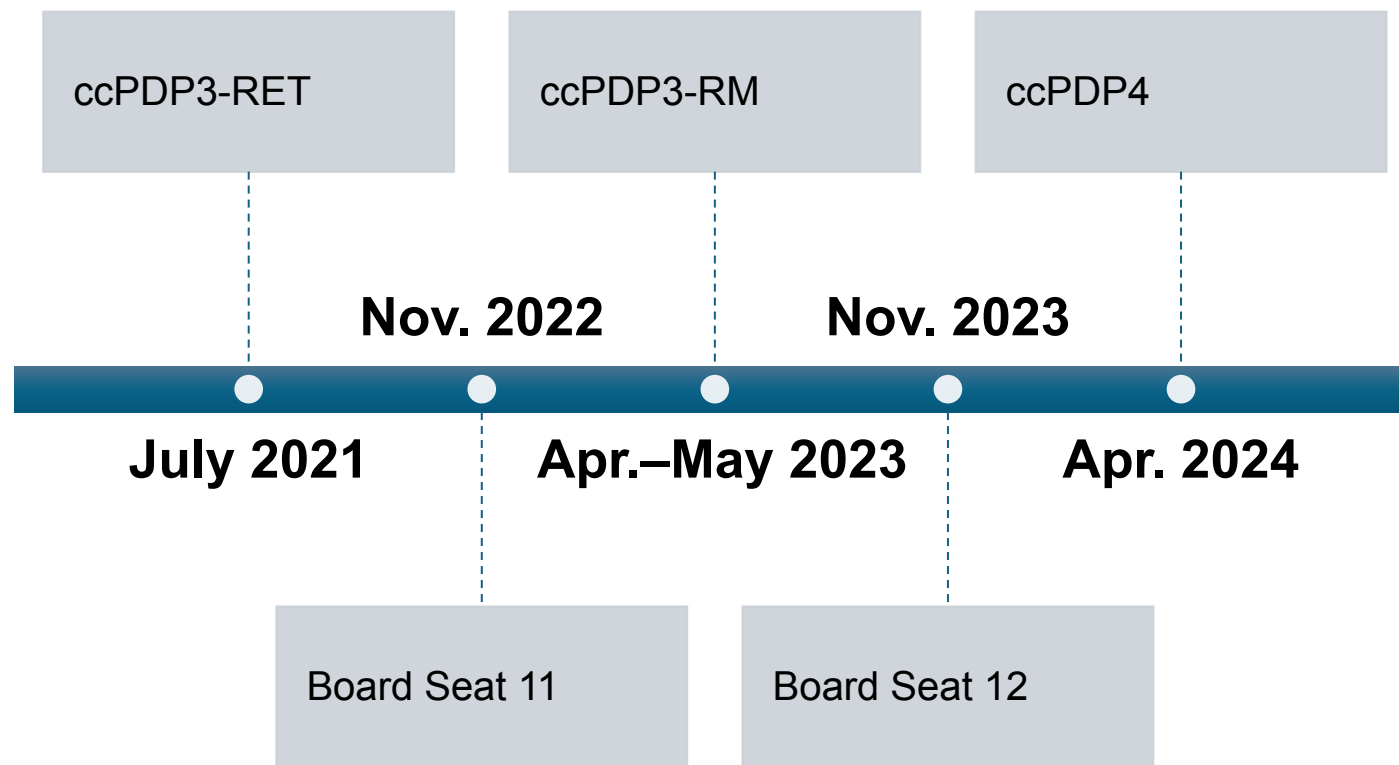 ccPDP3-RET
ccPDP3-RM
ccPDP4
Nov. 2022
Nov. 2023
July 2021
Apr.–May 2023
Apr. 2024
Board Seat 11
Board Seat 12